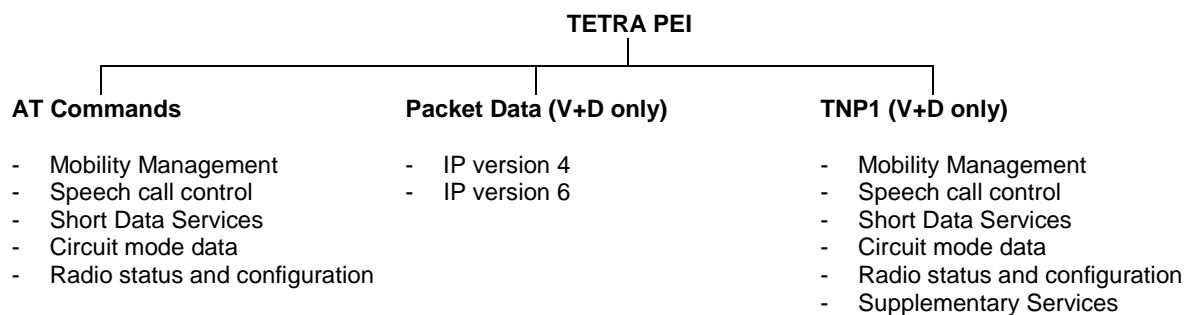 TETRA PEI
AT Commands
- Mobility Management
- Speech call control
- Short Data Services
- Circuit mode data
- Radio status and configuration
Packet Data (V+D only)
- IP version 4
- IP version 6
TNP1 (V+D only)
- Mobility Management
- Speech call control
- Short Data Services
- Circuit mode data
- Radio status and configuration
- Supplementary Services